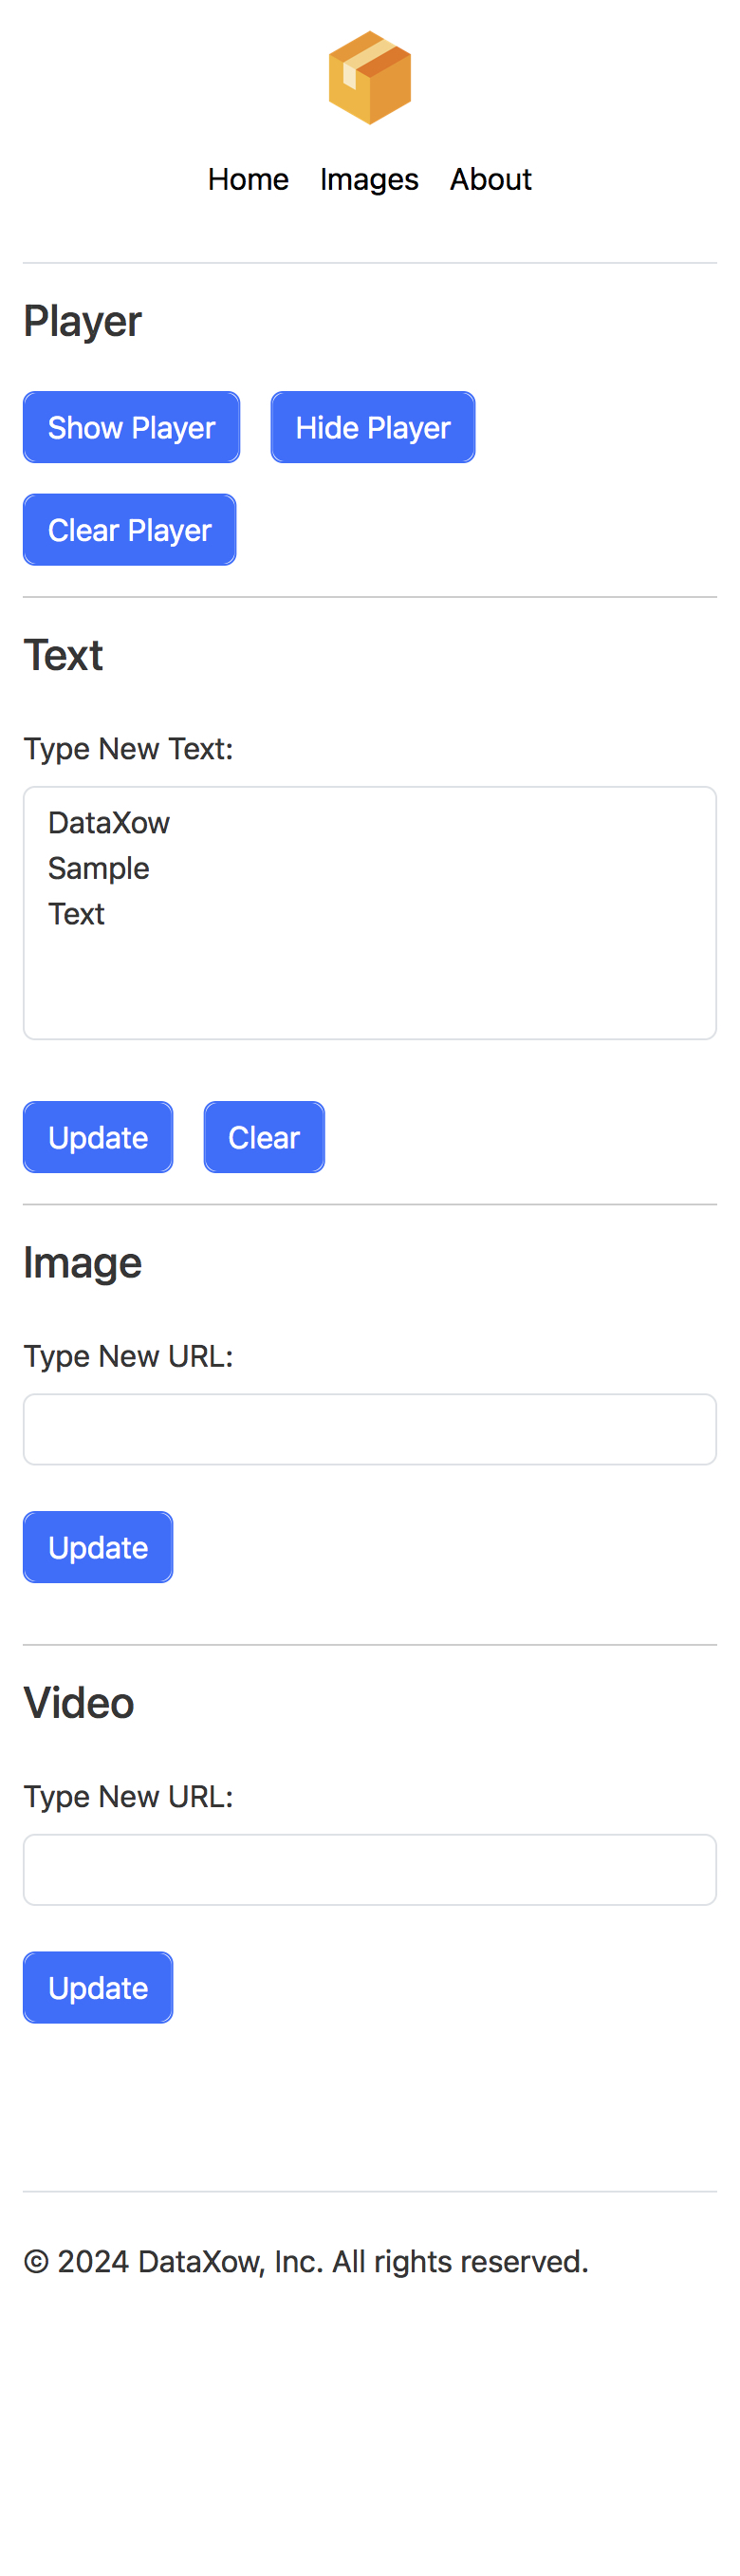 Home Images About
Player
Show Player Hide Player
Clear Player
Text
Type New Text:
DataXow
Sample
Text
Update Clear
Image
Type New URL:
Update
Video
Type New URL:
Update
© 2024 DataXow, Inc. All rights reserved.